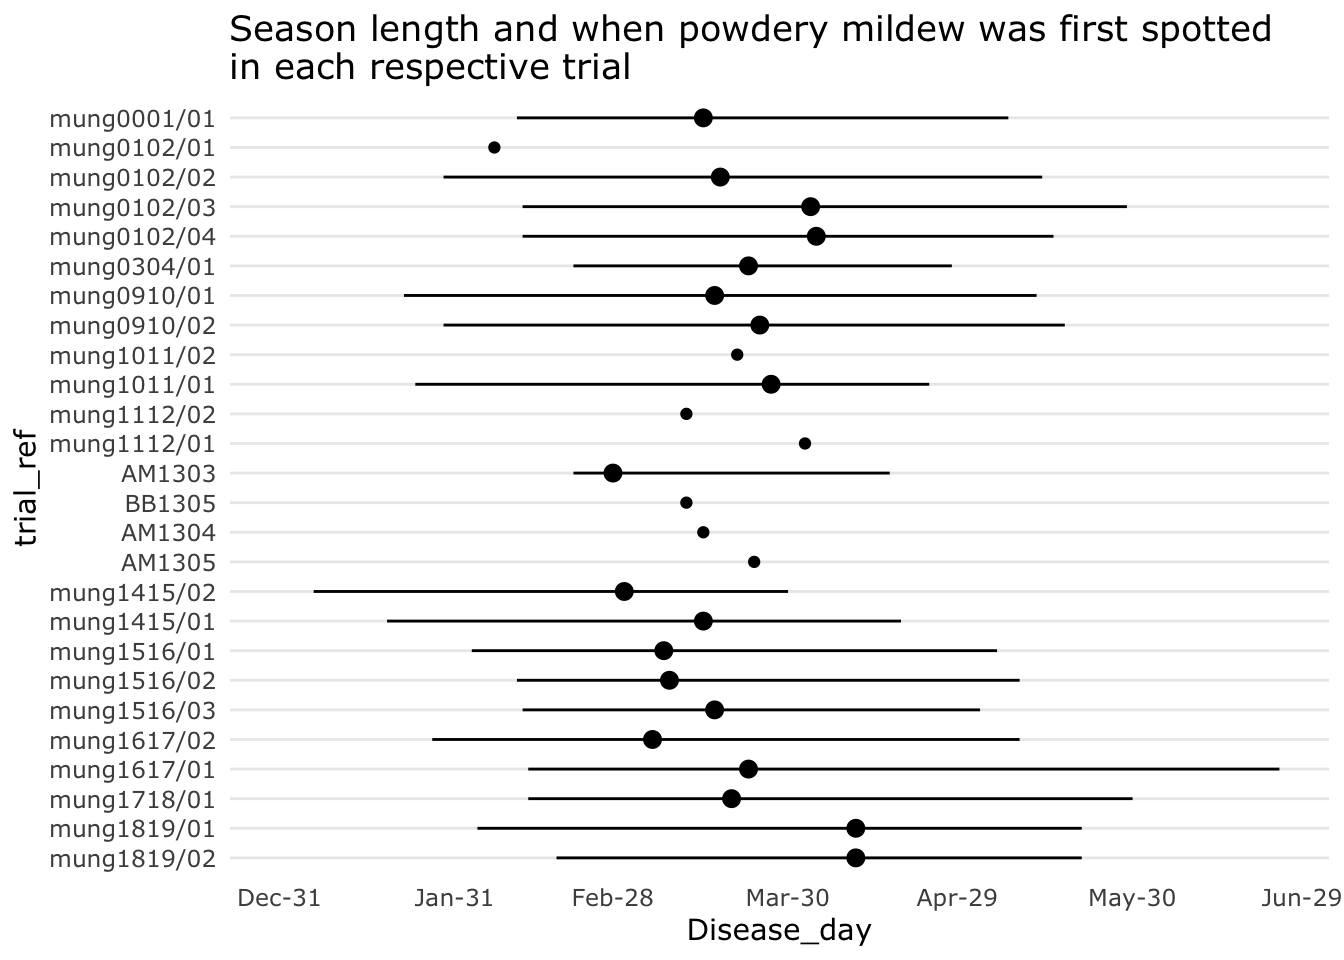 Season length and when powdery mildew was first spotted
in each respective trial
trial_ref
mung0001/01
mung0102/01
mung0102/02
mung0102/03
mung0102/04
mung0304/01
mung0910/01
mung0910/02
mung1011/02
mung1011/01
mung1112/02
mung1112/01
AM1303
BB1305
AM1304
AM1305
mung1415/02
mung1415/01
mung1516/01
mung1516/02
mung1516/03
mung1617/02
mung1617/01
mung1718/01
mung1819/01
mung1819/02
Dec-31 Jan-31 Feb-28 Mar-30 Apr-29 May-30 Jun-29
Disease_day